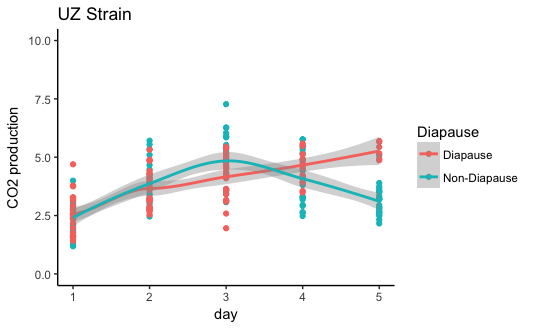 UZ Strain
10.0
7.5
5.0
2.5
0.0
CO2 production
1 2 3 4 5
day
Diapause
Diapause
Non-Diapause